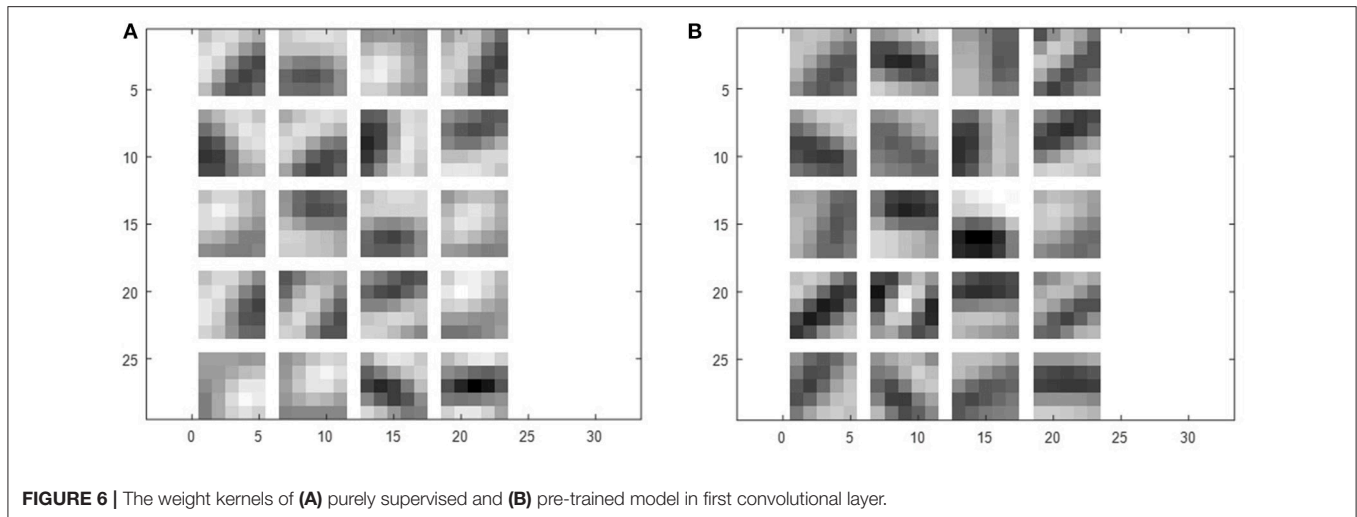 A
B
5
10
15
20
25
0 5 10 15 20 25 30
5
10
15
20
25
0 5 10 15 20 25 30
FIGURE 6 | The weight kernels of (A) purely supervised and (B) pre-trained model in first convolutional layer.